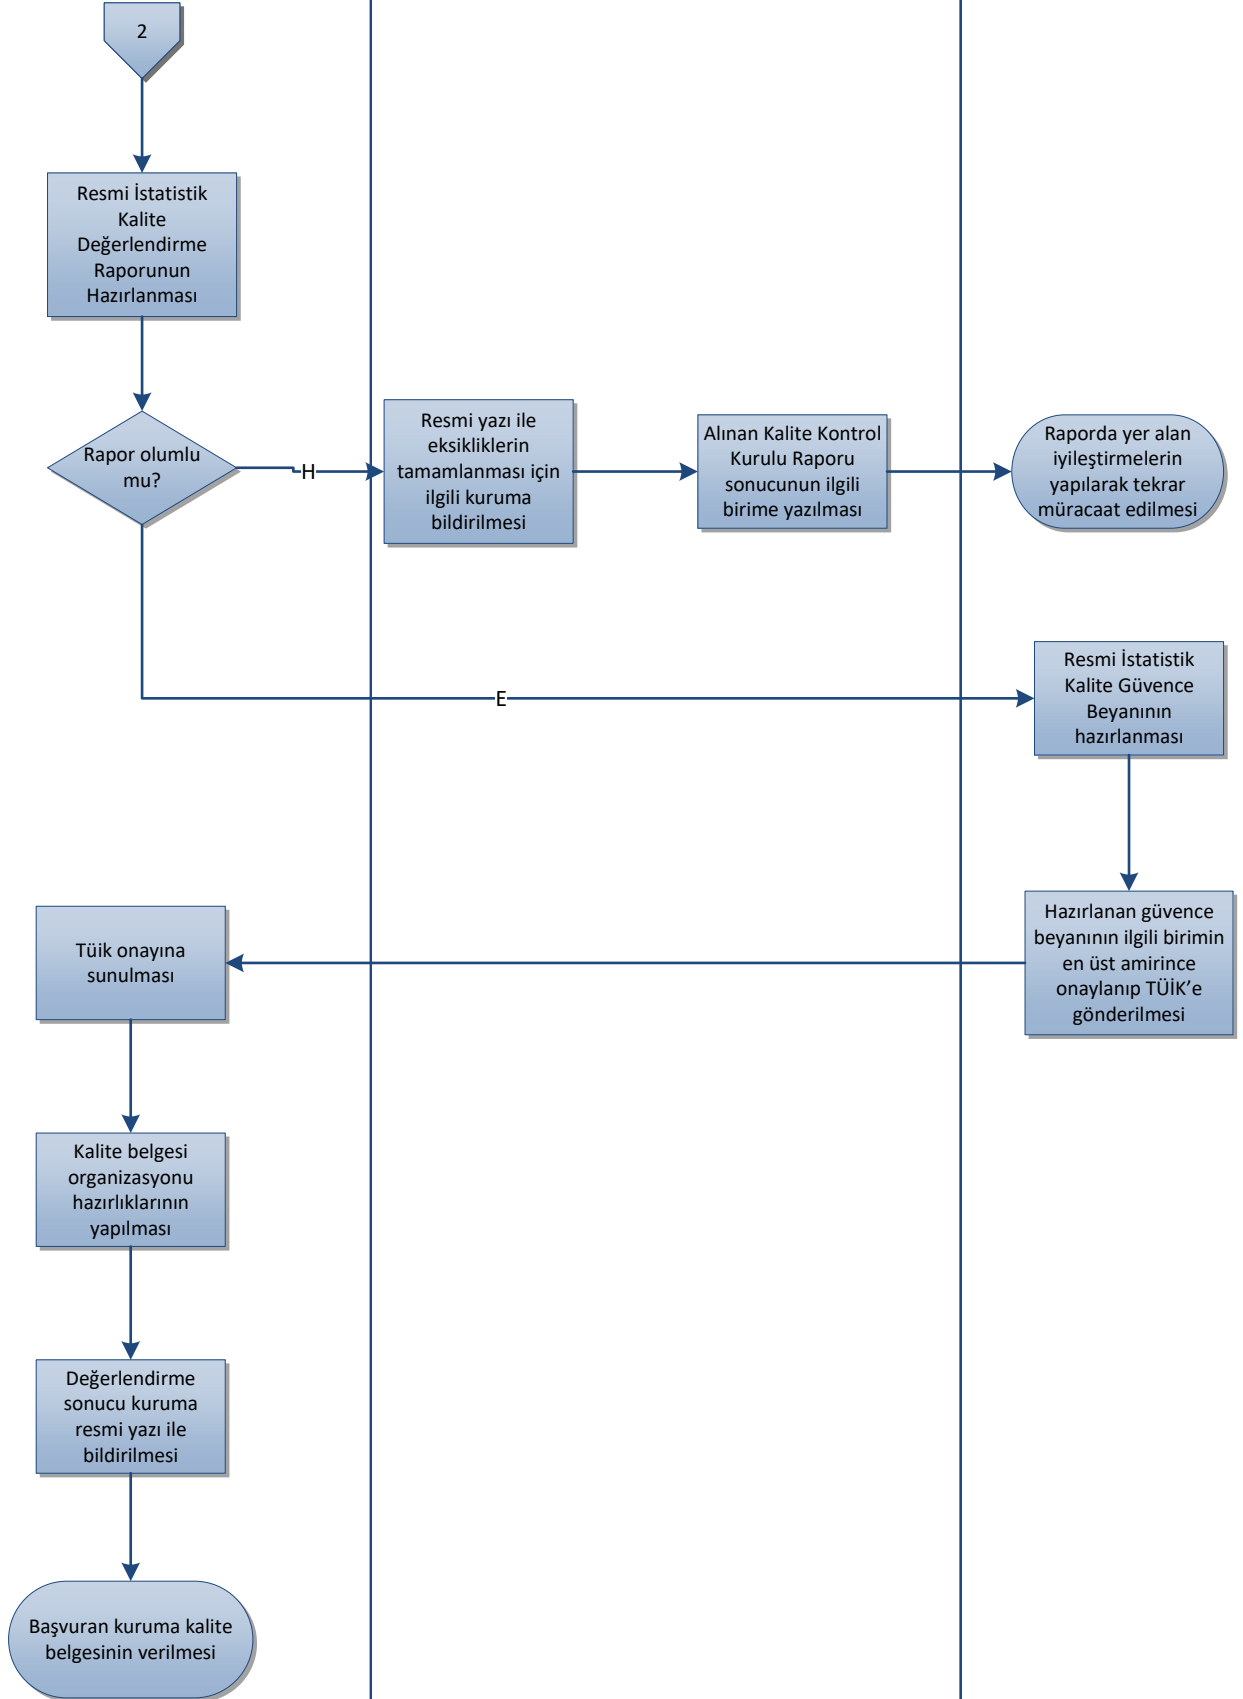 2
Resmi İstatistik
Kalite
Değerlendirme
Raporunun
Hazırlanması
Rapor olumlu
mu?
H
Resmi yazı ile
eksikliklerin
tamamlanması için
ilgili kuruma
bildirilmesi
Alınan Kalite Kontrol
Kurulu Raporu
sonucunun ilgili
birime yazılması
Raporda yer alan
iyileştirmelerin
yapılarak tekrar
müracaat edilmesi
E
Resmi İstatistik
Kalite Güvence
Beyanının
hazırlanması
Hazırlanan güvence
beyanının ilgili birimin
en üst amirince
onaylanıp TÜİK’e
gönderilmesi
Tüik onayına
sunulması
Kalite belgesi
organizasyonu
hazırlıklarının
yapılması
Değerlendirme
sonucu kuruma
resmi yazı ile
bildirilmesi
Başvuran kuruma kalite
belgesinin verilmesi